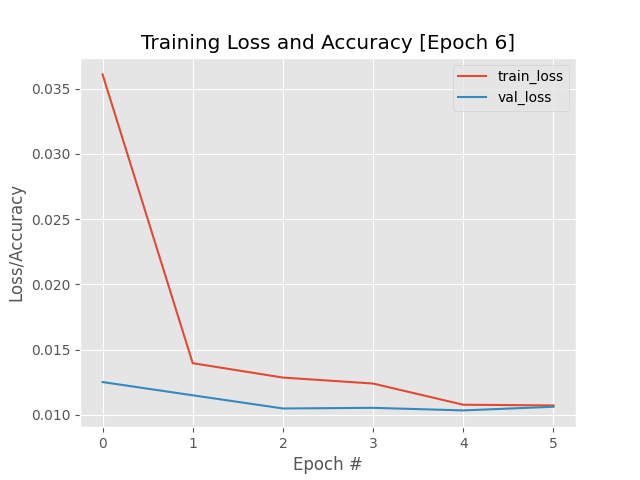 Training Loss and Accuracy [Epoch 6]
train_loss
val_loss
0.035
0.030
0.025
0.020
0.015
0.010
Loss/Accuracy
0 1 2 3 4 5
Epoch #